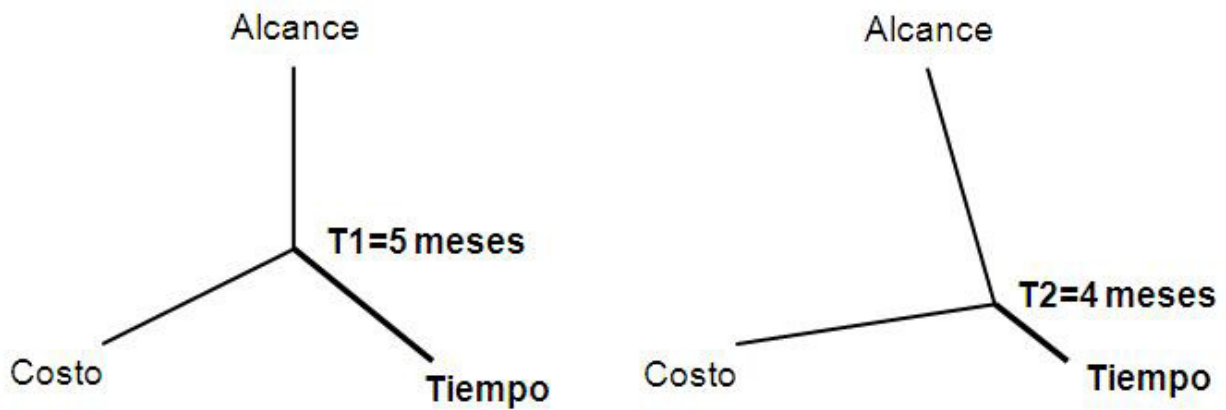 Alcance
T1=5 meses
Costo
Tiempo
Alcance
T2=4 meses
Costo
Tiempo